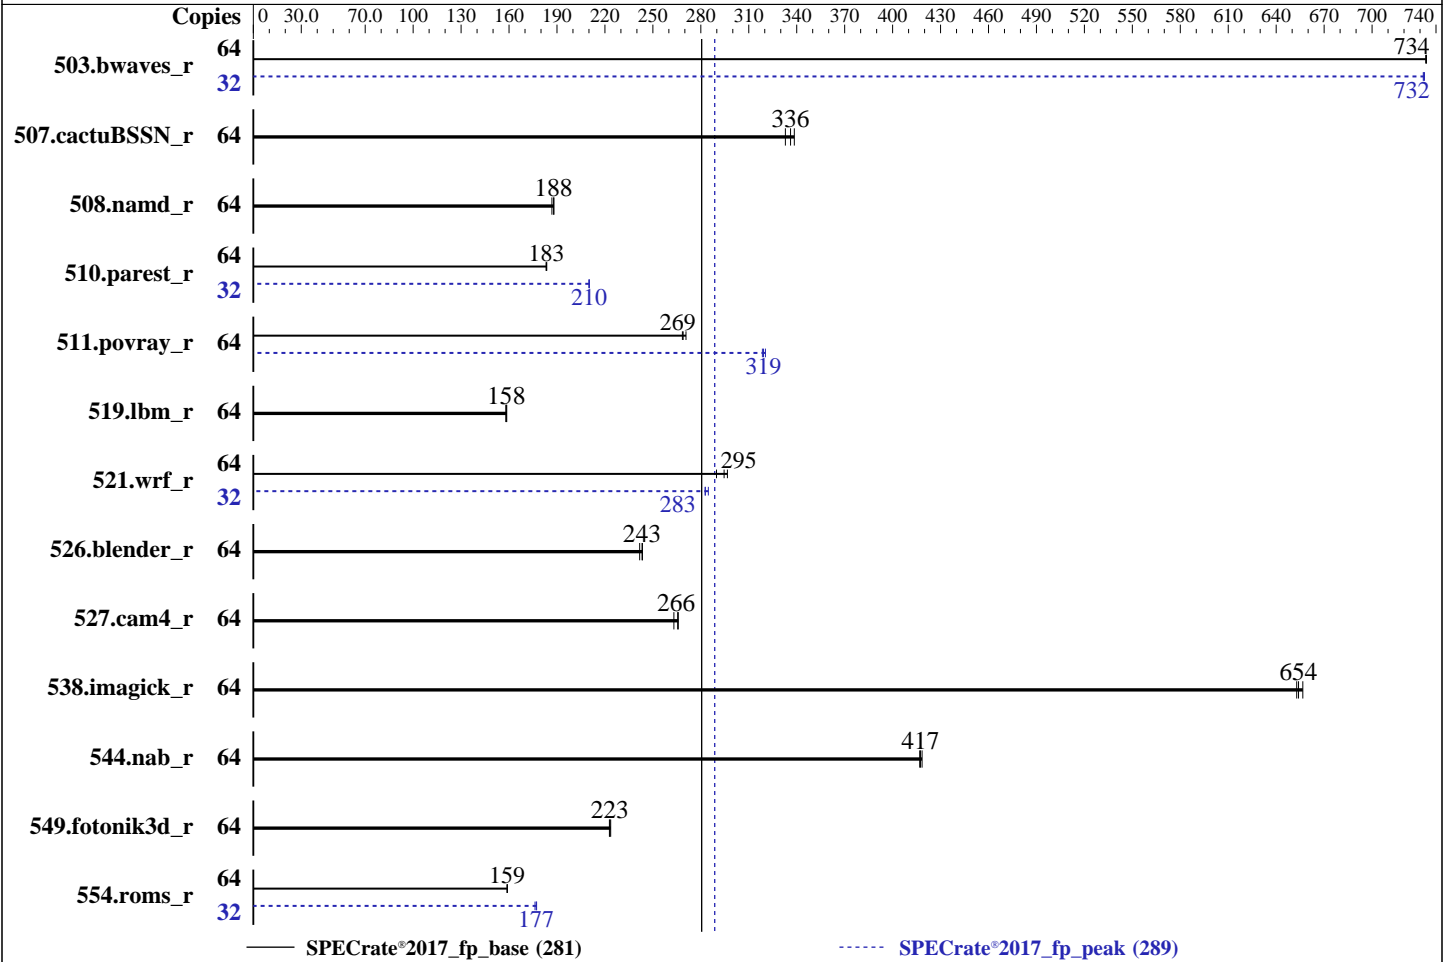 Copies 0 30.0 70.0 100 130 160 190 220 250 280 310 340 370 400 430 460 490 520 550 580 610 640 670 700 740
503.bwaves_r 64 734
32 732
507.cactuBSSN_r 64 336
508.namd_r 64 188
510.parest_r 64 183
32 210
511.povray_r 64 269
319
519.lbm_r 64 158
521.wrf_r 64 295
32 283
526.blender_r 64 243
527.cam4_r 64 266
538.imagick_r 64 654
544.nab_r 64 417
549.fotonik3d_r 64 223
554.roms_r 64 159
32 177
SPECrate®2017_fp_base (281) SPECrate®2017_fp_peak (289)